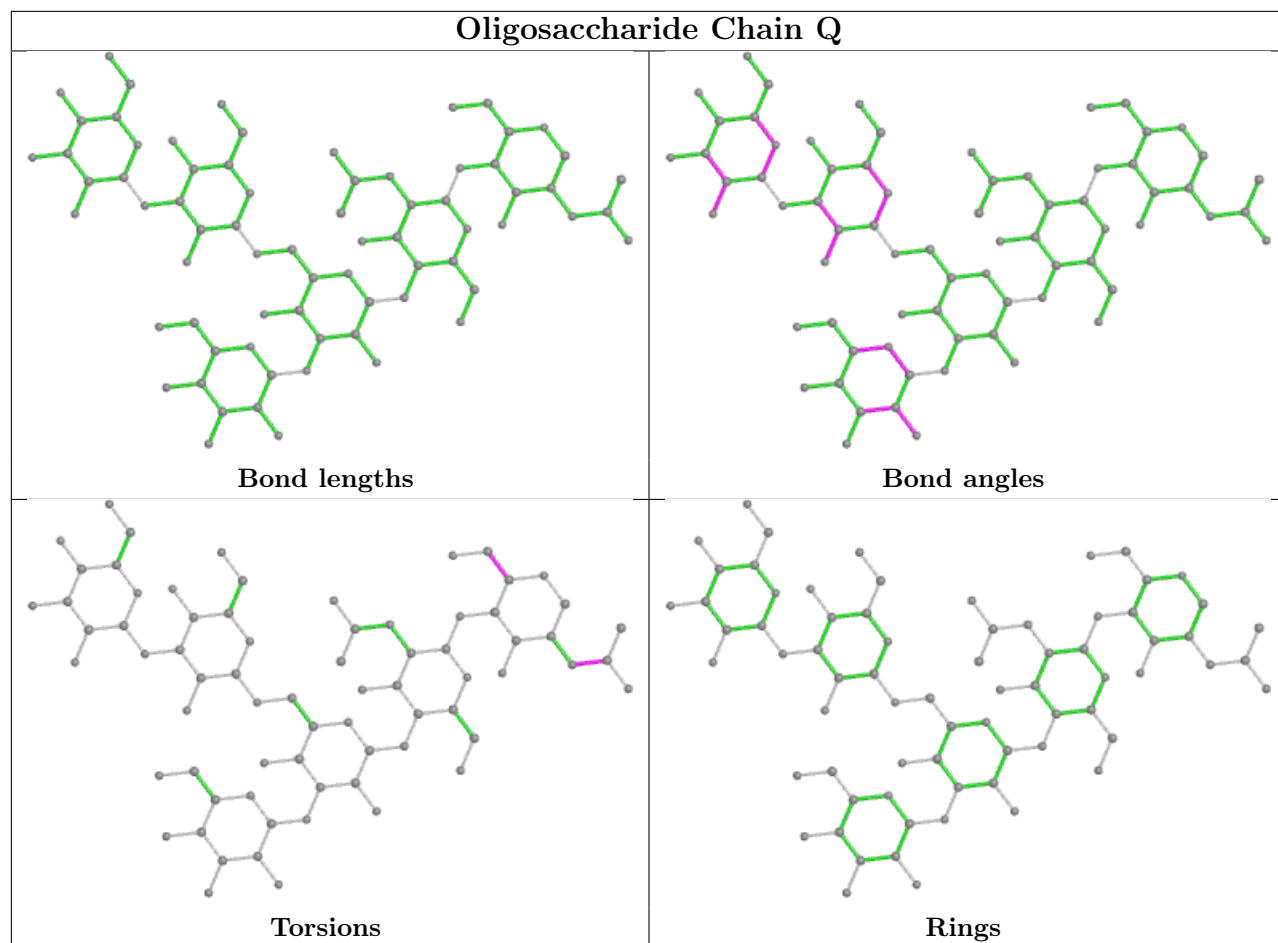 Oligosaccharide Chain Q
Bond lengths
Bond angles
Torsions
Rings